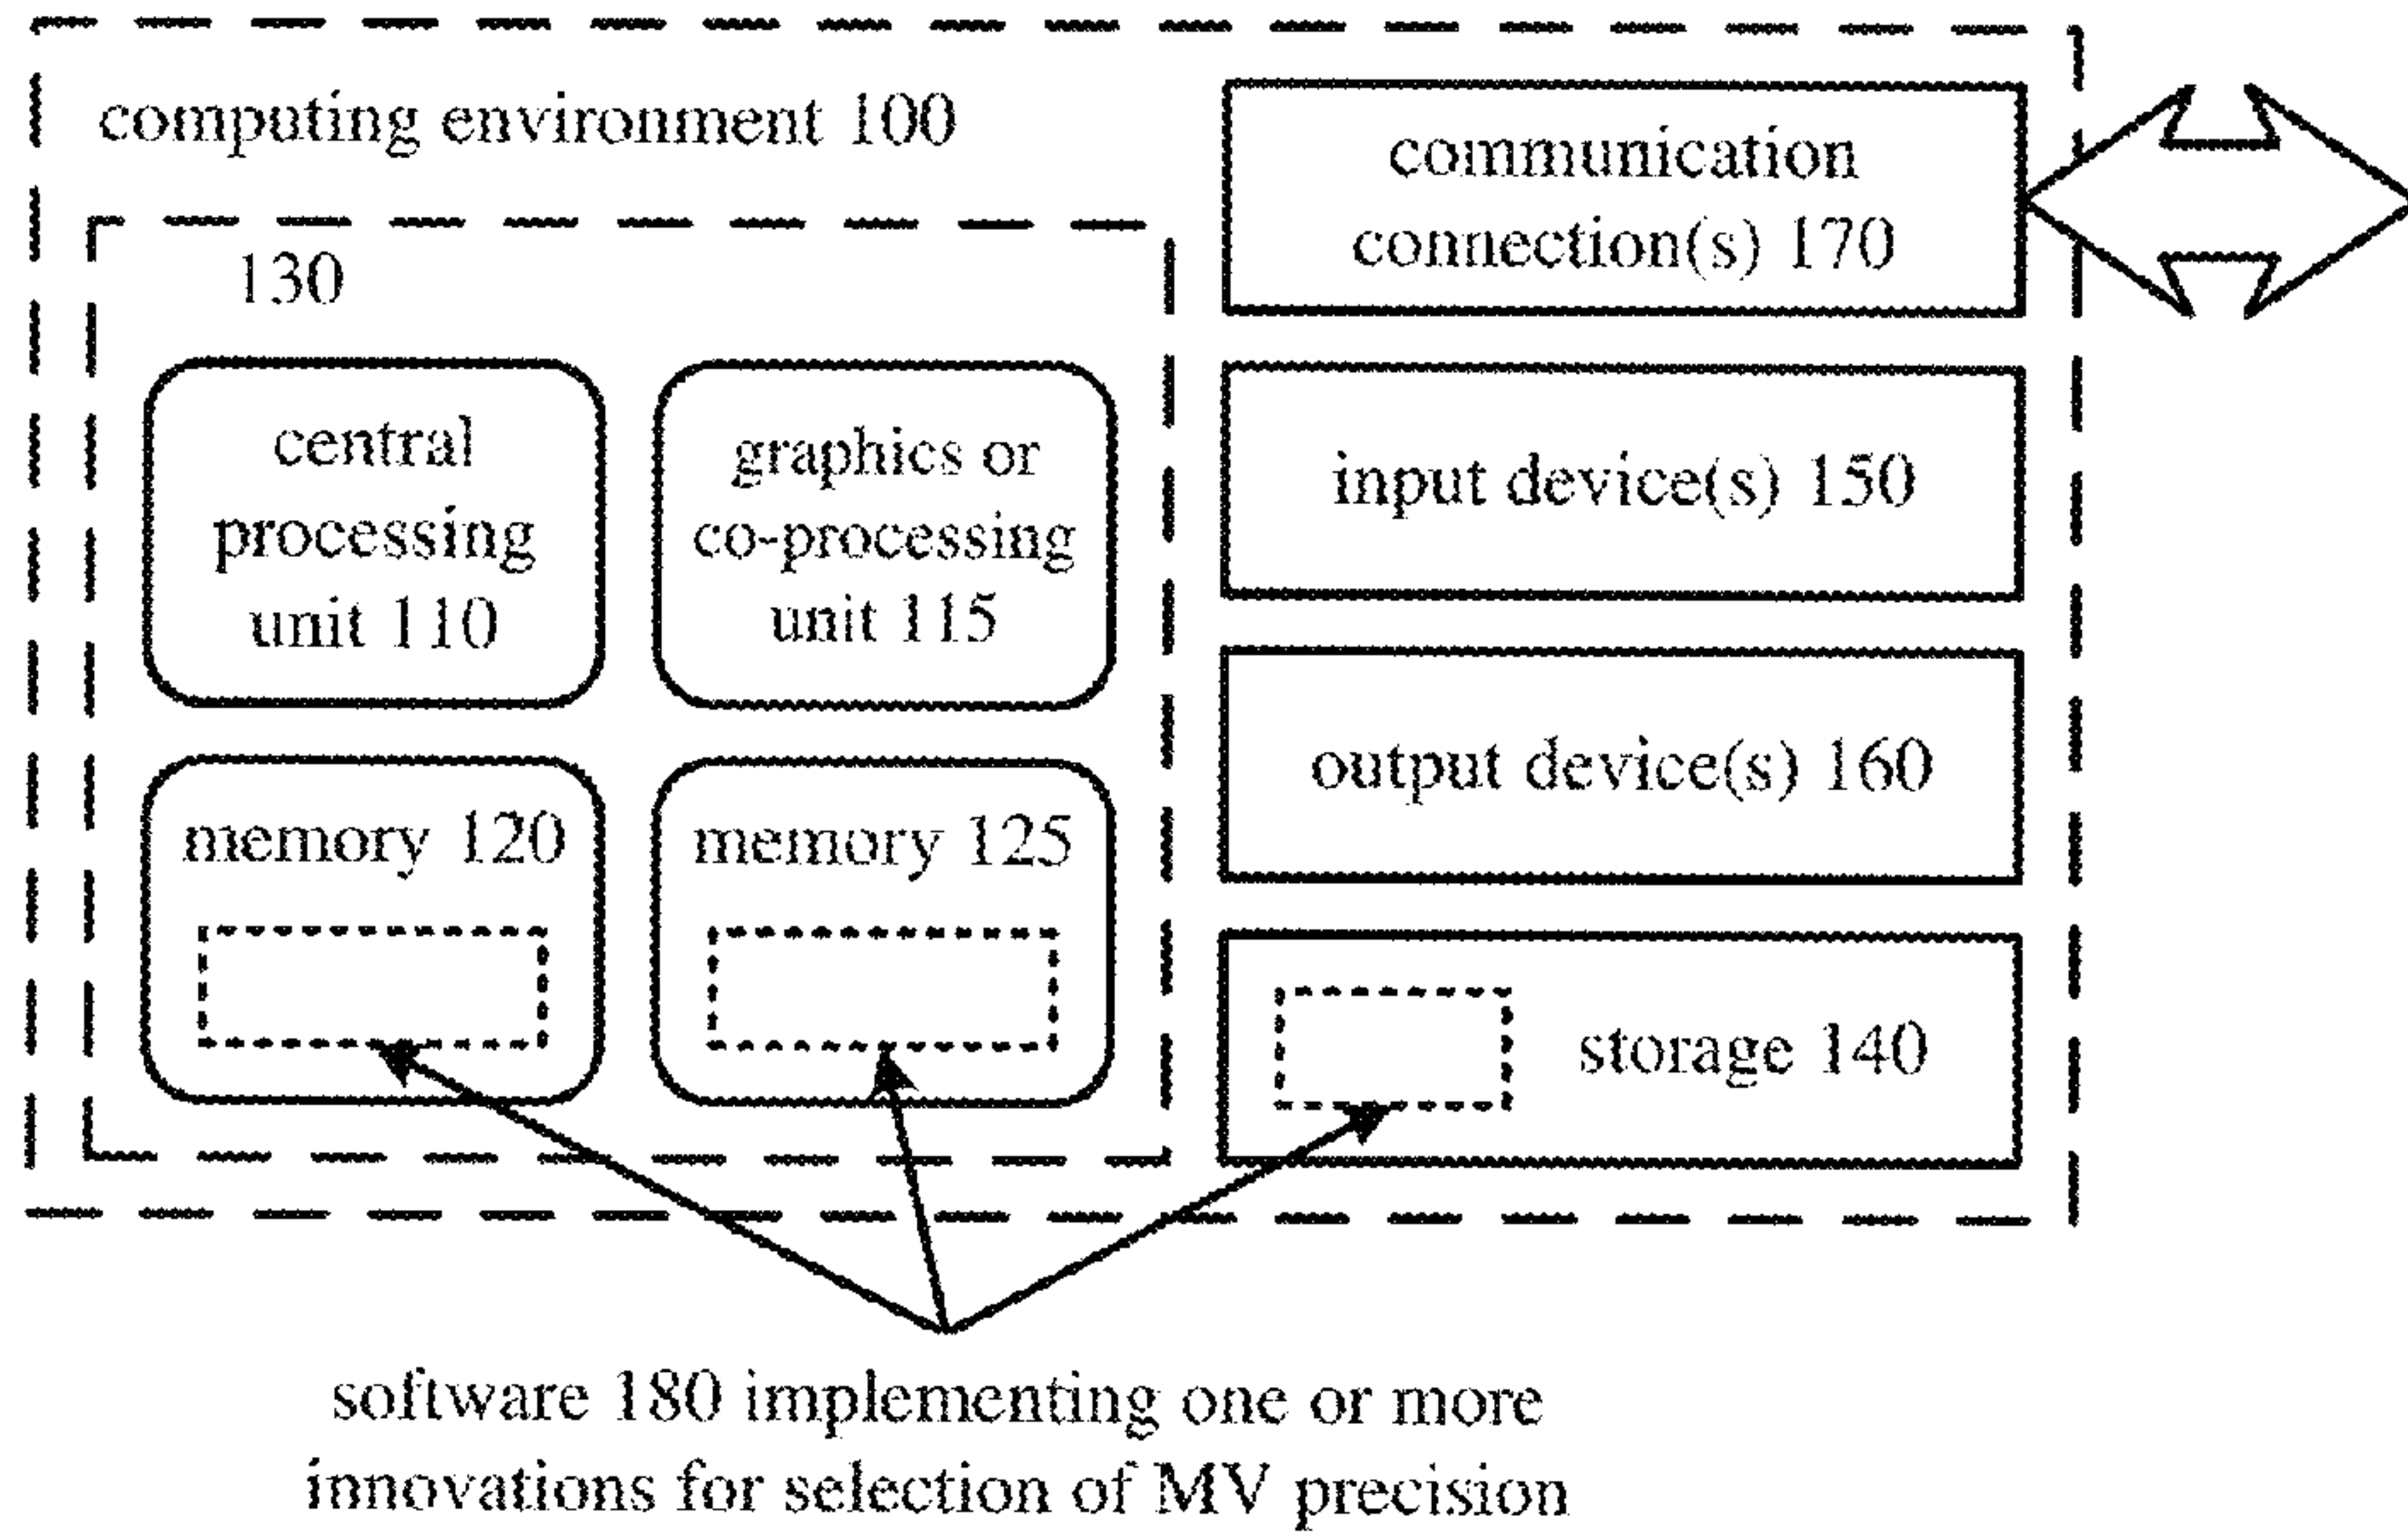 computing environment 100
130
central
processing
unit 110
graphics or
co-processing
unit 115
memory 120
memory 125
communication
connection(s) 170
input device(s) 150
output device(s) 160
storage 140
software 180 implementing one or more
innovations for selection of MV precision